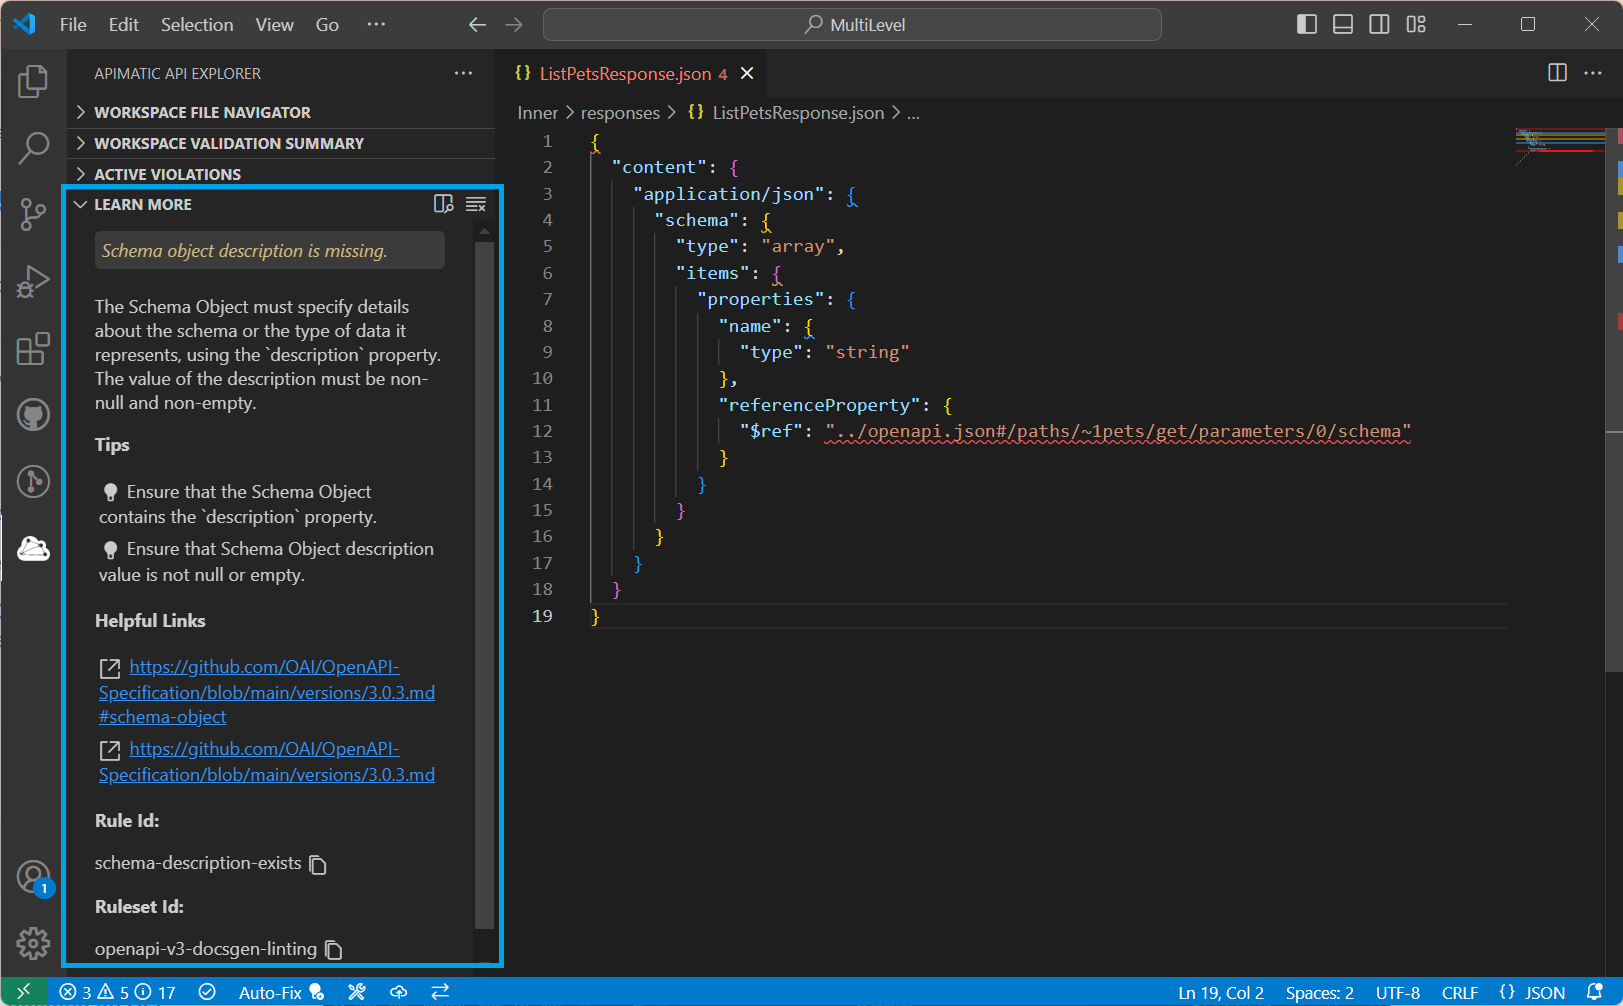 File Edit Selection View Go ··· MultiLevel
APIMATIC API EXPLORER ···
WORKSPACE FILE NAVIGATOR
WORKSPACE VALIDATION SUMMARY
ACTIVE VIOLATIONS
LEARN MORE
Schema object description is missing.
The Schema Object must specify details
about the schema or the type of data it
represents, using the `description` property.
The value of the description must be non-
null and non-empty.
Tips
Ensure that the Schema Object
contains the `description` property.
Ensure that Schema Object description
value is not null or empty.
Helpful Links
https://github.com/OAI/OpenAPI-
Specification/blob/main/versions/3.0.3.md
#schema-object
https://github.com/OAI/OpenAPI-
Specification/blob/main/versions/3.0.3.md
Rule Id:
schema-description-exists
Ruleset Id:
openapi-v3-docsgen-linting
1
{} ListPetsResponse.json 4
Inner > responses > {} ListPetsResponse.json > ...
1 {
2 "content": {
3 "application/json": {
4 "schema": {
5 "type": "array",
6 "items": {
7 "properties": {
8 "name": {
9 "type": "string"
10 },
11 "referenceProperty": {
12 "$ref": "../openapi.json#/paths/~1pets/get/parameters/0/schema"
13 }
14 }
15 }
16 }
17 }
18 }
19 }
3 5 17 Auto-Fix Ln 19, Col 2 Spaces: 2 UTF-8 CRLF {} JSON